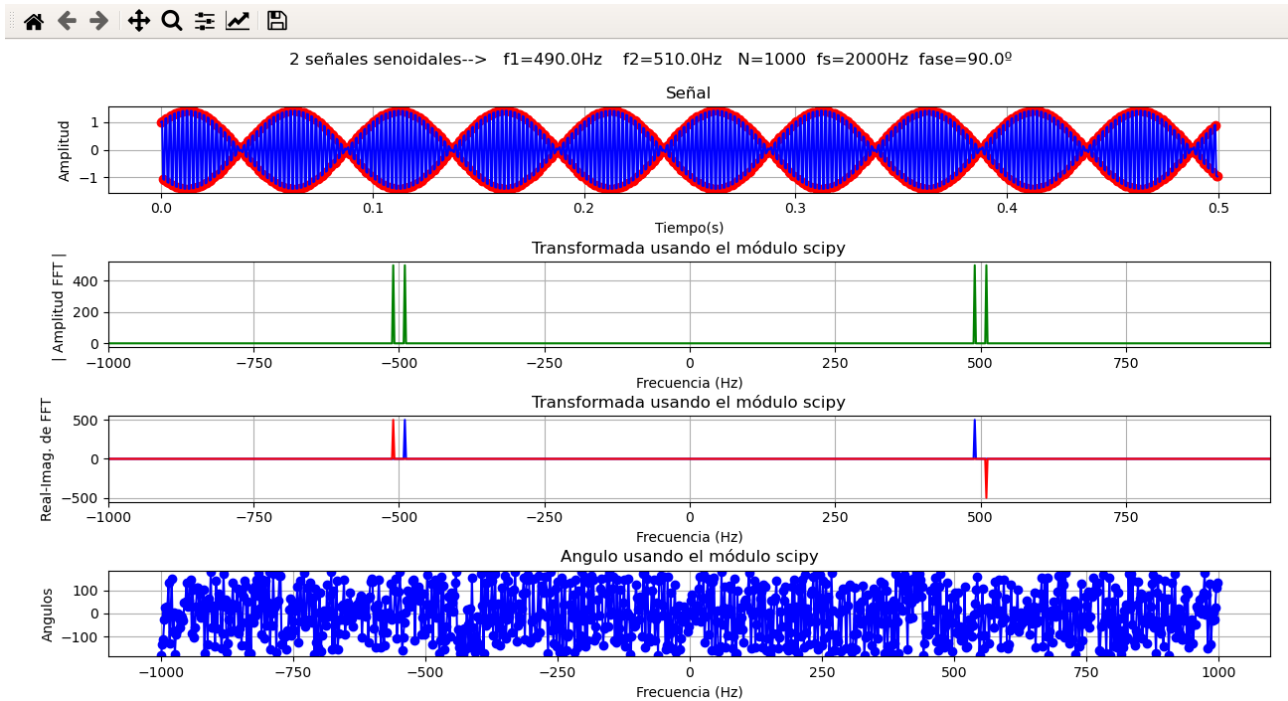 2 señales senoidales--> f1=490.0Hz f2=510.0Hz N=1000 fs=2000Hz fase=90.0º
Señal
Amplitud
1
0
−1
0.0 0.1 0.2 0.3 0.4 0.5
Tiempo(s)
Transformada usando el módulo scipy
| Amplitud FFT |
400
200
0
−1000 −750 −500 −250 0 250 500 750
Frecuencia (Hz)
Transformada usando el módulo scipy
Real-Imag. de FFT
500
0
−500
−1000 −750 −500 −250 0 250 500 750
Frecuencia (Hz)
Angulo usando el módulo scipy
Angulos
100
0
−100
−1000 −750 −500 −250 0 250 500 750 1000
Frecuencia (Hz)